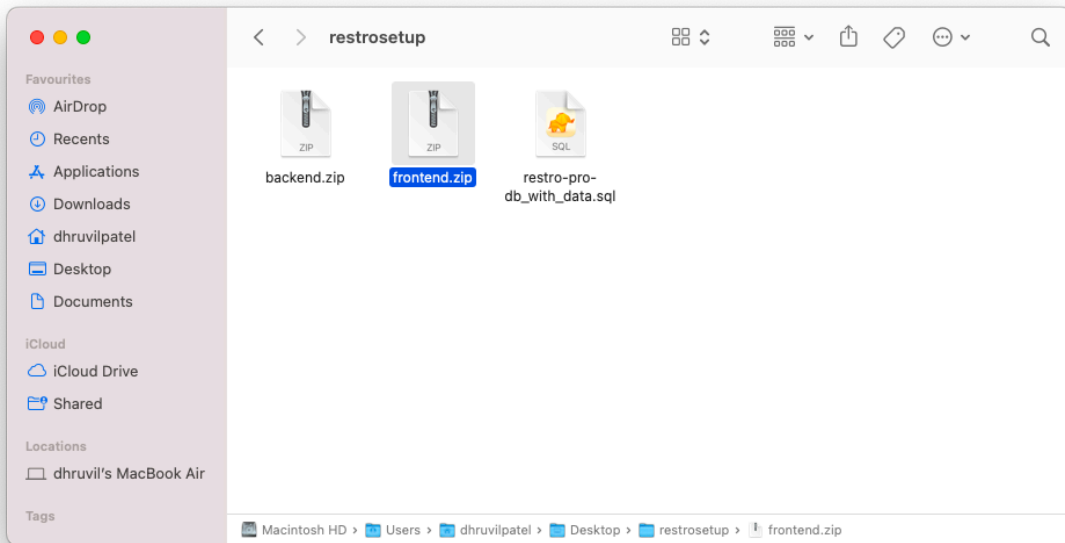 restrosetup
Favourites
AirDrop
Recents
Applications
Downloads
dhruvilpatel
Desktop
Documents
iCloud
iCloud Drive
Shared
Locations
dhruvil's MacBook Air
Tags
ZIP
backend.zip
ZIP
frontend.zip
SQL
restro-pro-
db_with_data.sql
Macintosh HD › Users › dhruvilpatel › Desktop › restrosetup › frontend.zip